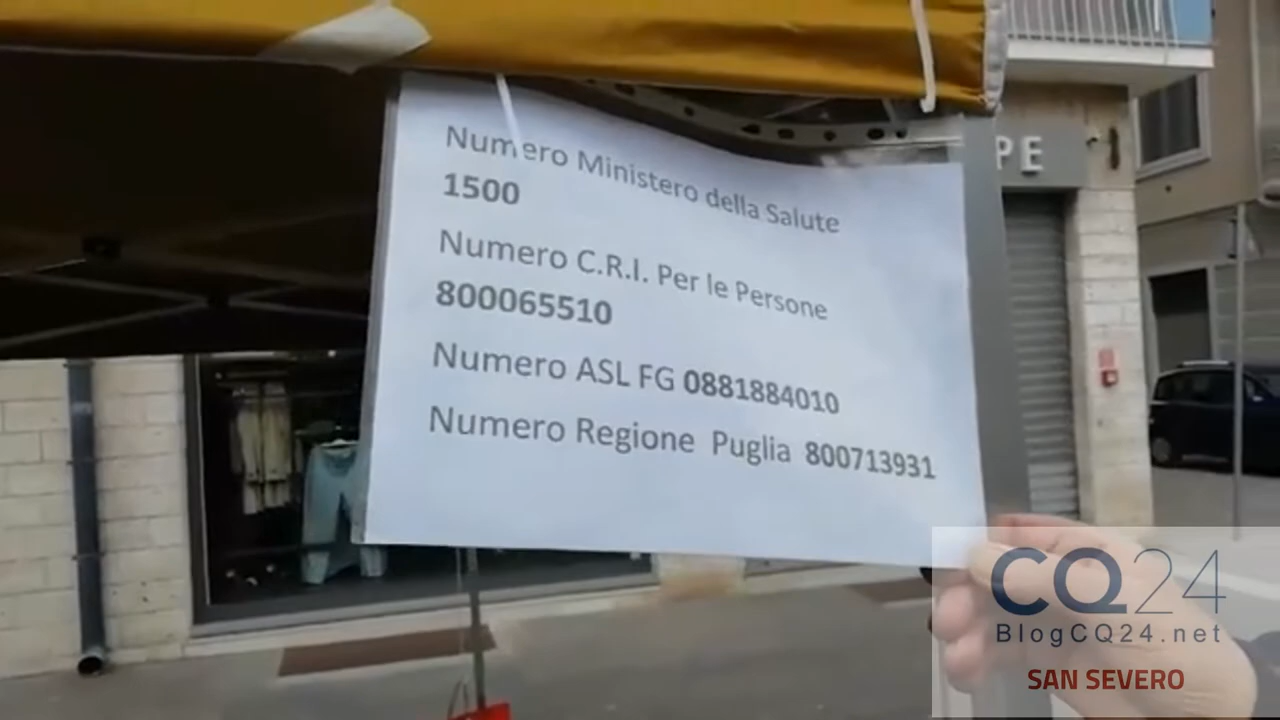 PE
Numero Ministero della Salute
1500
Numero C.R.I. Per le Persone
800065510
Numero ASL FG 0881884010
Numero Regione Puglia 800713931
CQ24
BlogCQ24.net
SAN SEVERO